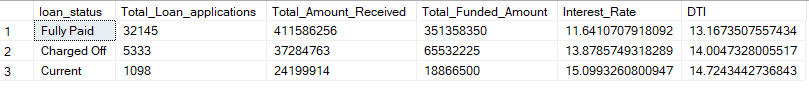 loan_status Total_Loan_applications Total_Amount_Received Total_Funded_Amount Interest_Rate DTI
1 Fully Paid 32145 411586256 351358350 11.6410707918092 13.1673507557434
2 Charged Off 5333 37284763 65532225 13.8785749318289 14.0047328005517
3 Current 1098 24199914 18866500 15.0993260800947 14.7243442736843